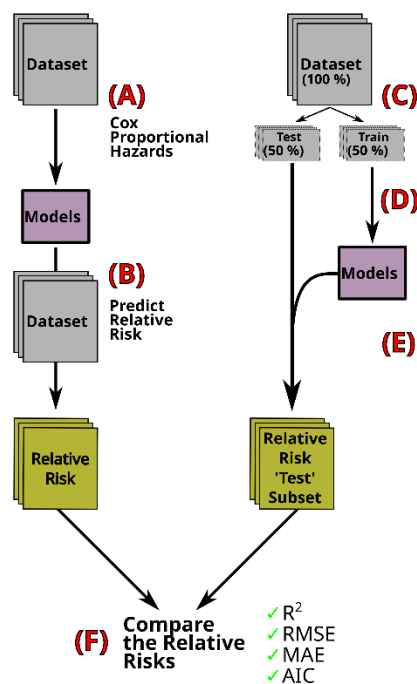 Dataset
(A)
Cox
Proportional
Hazards
Models
(B)
Dataset
Predict
Relative
Risk
Relative
Risk
Dataset
(100 %)
(C)
Test
(50 %)
Train
(50 %)
(D)
Models
(E)
Relative
Risk
'Test'
Subset
(F)
Compare
the Relative
Risks
✓R²
✓RMSE
✓MAE
✓AIC